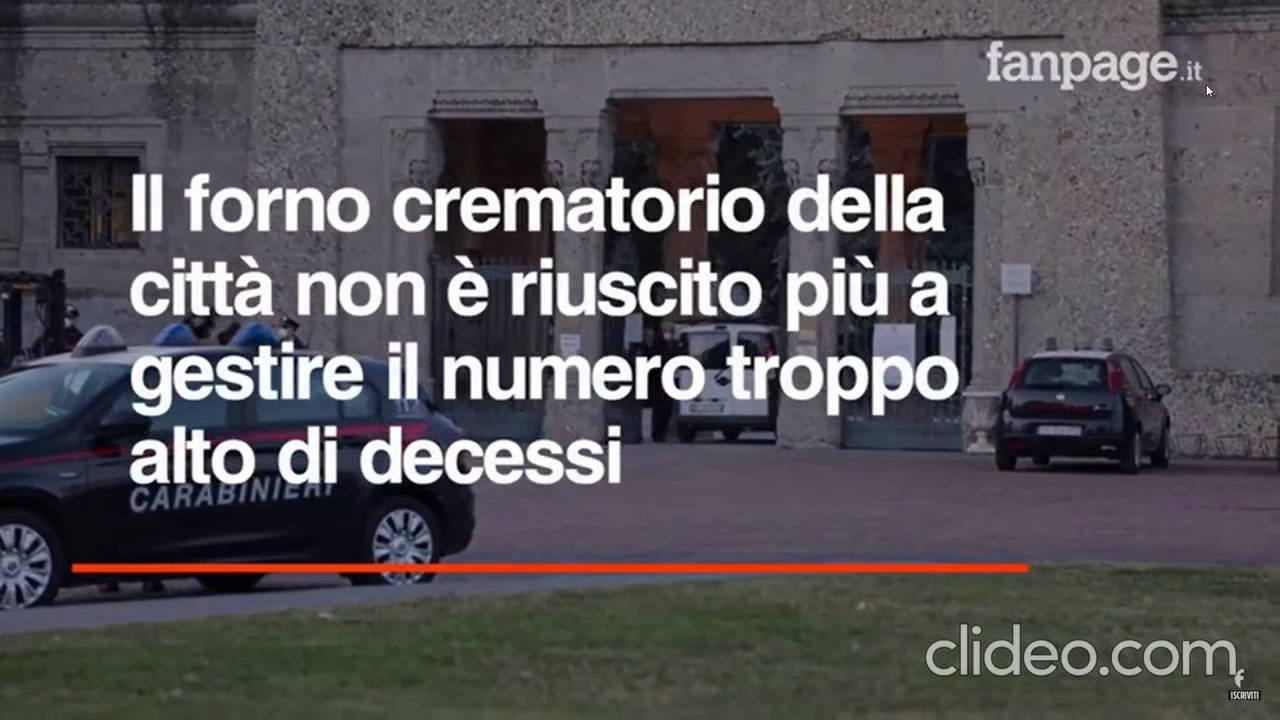 fanpage.it
Il forno crematorio della
città non è riuscito più a
gestire il numero troppo
alto di decessi
CARABINIERI
clideo.com
f
ISCRIVITI